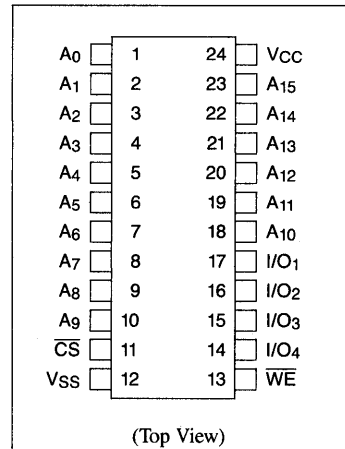 A0 1 24 VCC
A1 2 23 A15
A2 3 22 A14
A3 4 21 A13
A4 5 20 A12
A5 6 19 A11
A6 7 18 A10
A7 8 17 I/O1
A8 9 16 I/O2
A9 10 15 I/O3
C̅S̅ 11 14 I/O4
VSS 12 13 W̅E̅
(Top View)